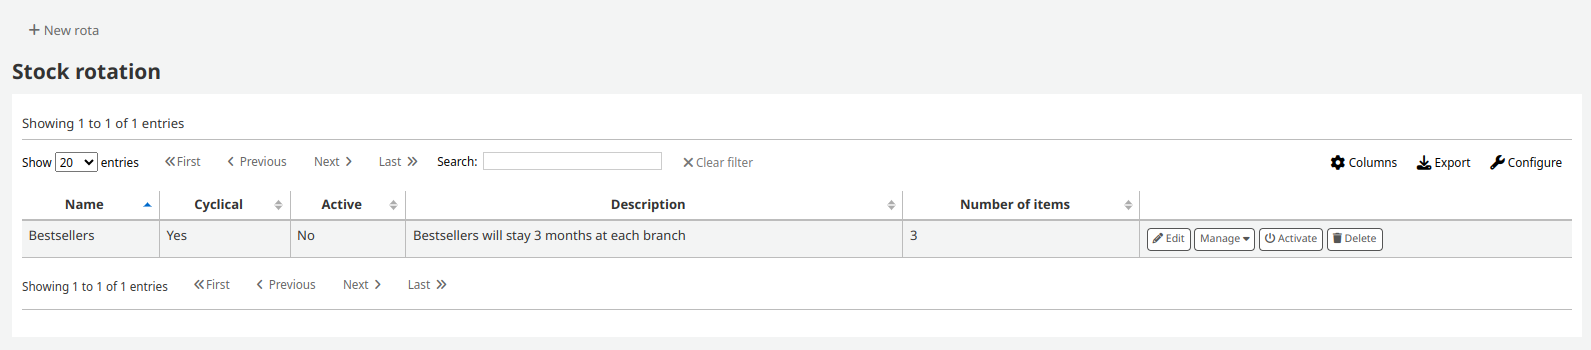 New rota
Stock rotation
Showing 1 to 1 of 1 entries
Show 20 entries First Previous Next Last Search: Clear filter Columns Export Configure
Name Cyclical Active Description Number of items
Bestsellers Yes No Bestsellers will stay 3 months at each branch 3 Edit Manage Activate Delete
Showing 1 to 1 of 1 entries First Previous Next Last